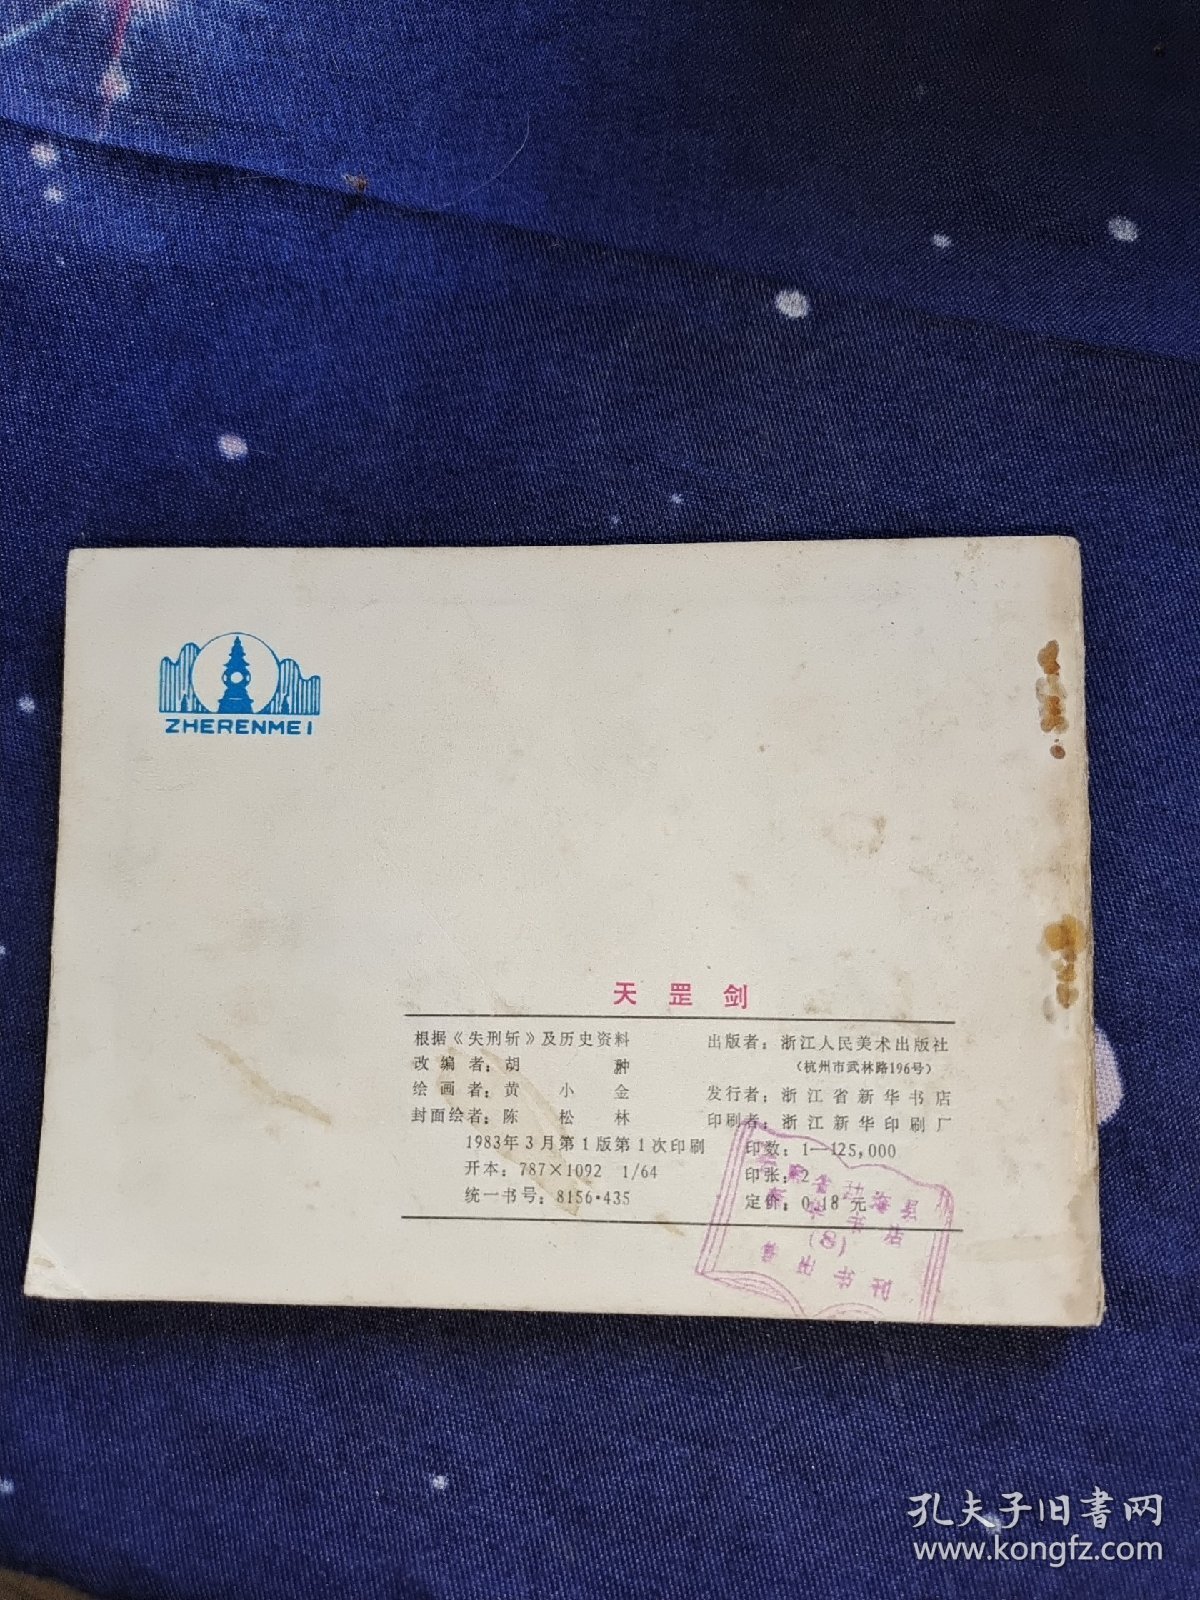 ZHERENMEI
天罡剑
根据《失刑斩》及历史资料
改编者：胡
绘画者：黄小金
封面绘者：陈松林
1983年3月第1版第1次印刷
开本：787×1092 1/64
统一书号：8156·435
出版者：浙江人民美术出版社
（杭州市武林路196号）
发行者：浙江省新华书店
印刷者：浙江新华印刷厂
印数：1—125,000
印张：2
定价：0.18元
(8)
孔夫子旧书网
www.kongfz.com